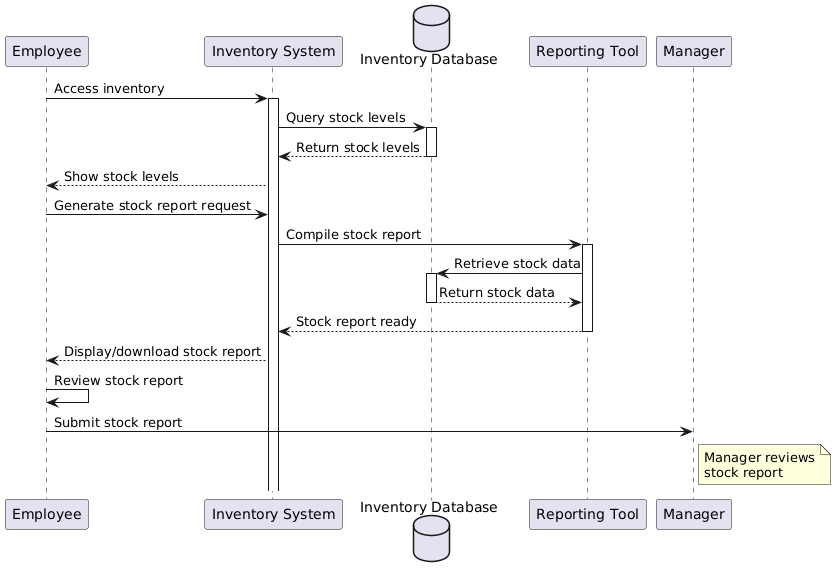 Employee
Inventory System
Inventory Database
Reporting Tool
Manager
Access inventory
Query stock levels
Return stock levels
Show stock levels
Generate stock report request
Compile stock report
Retrieve stock data
Return stock data
Stock report ready
Display/download stock report
Review stock report
Submit stock report
Manager reviews
stock report
Employee
Inventory System
Inventory Database
Reporting Tool
Manager